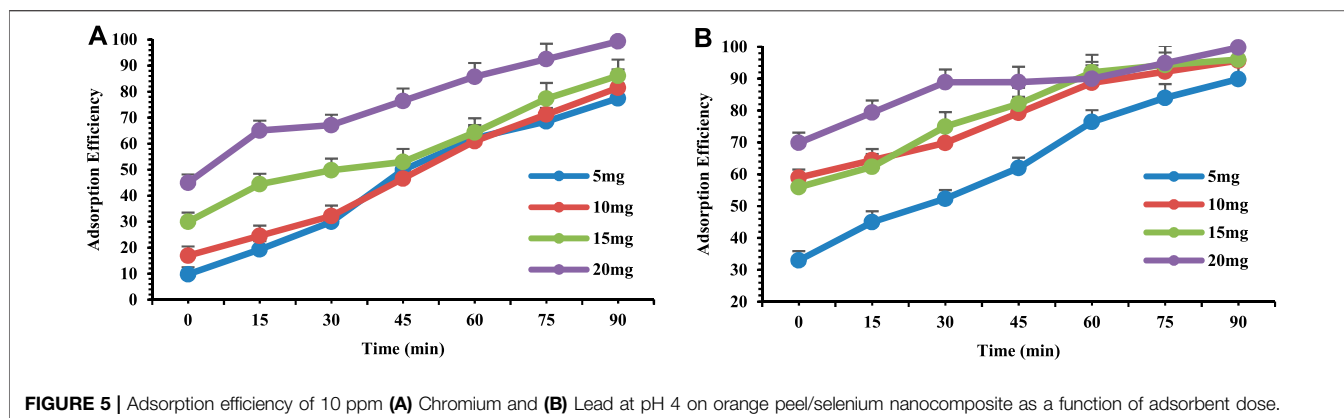 A
100
90
80
70
60
50
40
30
20
10
0
Adsorption Efficiency
0 15 30 45 60 75 90
Time (min)
5mg
10mg
15mg
20mg
B
100
90
80
70
60
50
40
30
20
Adsorption Efficiency
0 15 30 45 60 75 90
Time (min)
5mg
10mg
15mg
20mg
FIGURE 5 | Adsorption efficiency of 10 ppm (A) Chromium and (B) Lead at pH 4 on orange peel/selenium nanocomposite as a function of adsorbent dose.